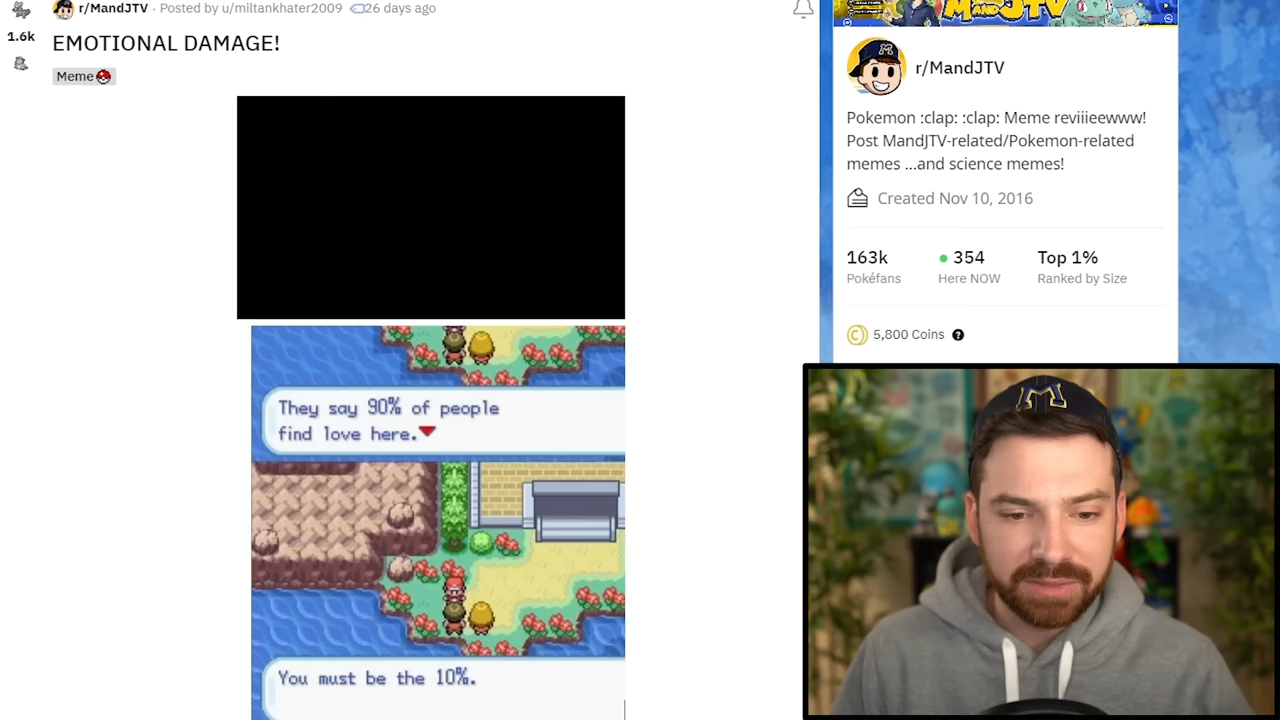 r/MandJTV · Posted by u/miltankhater2009 26 days ago
1.6k
EMOTIONAL DAMAGE!
Meme
They say 90% of people
find love here.
You must be the 10%.
MANDJTV
r/MandJTV
Pokemon :clap: :clap: Meme reviiieewww!
Post MandJTV-related/Pokemon-related
memes ...and science memes!
Created Nov 10, 2016
163k 354 Top 1%
Pokéfans Here NOW Ranked by Size
5,800 Coins ?
M